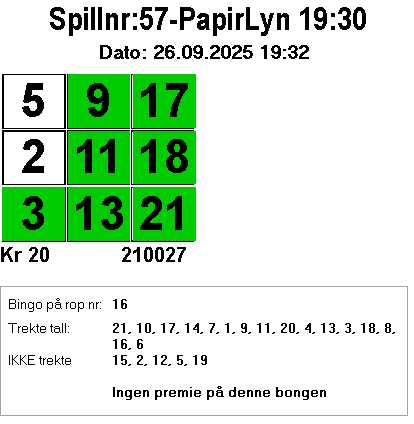 Spillnr:57-PapirLyn 19:30
Dato: 26.09.2025 19:32
5 9 17
2 11 18
3 13 21
Kr 20 210027
Bingo på rop nr: 16
Trekte tall: 21, 10, 17, 14, 7, 1, 9, 11, 20, 4, 13, 3, 18, 8,
16, 6
IKKE trekte 15, 2, 12, 5, 19
Ingen premie på denne bongen